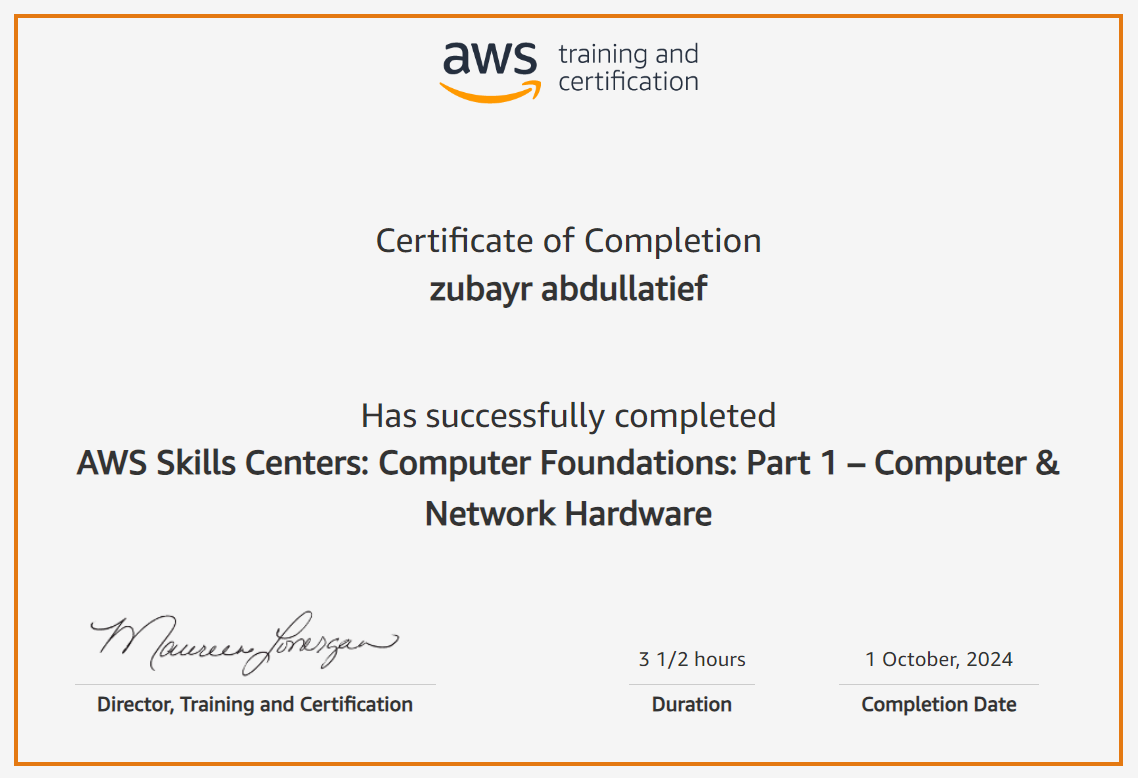 aws training and
certification
Certificate of Completion
zubayr abdullatief
Has successfully completed
AWS Skills Centers: Computer Foundations: Part 1 – Computer &
Network Hardware
Maureen Lonergan
3 1/2 hours
1 October, 2024
Director, Training and Certification
Duration
Completion Date